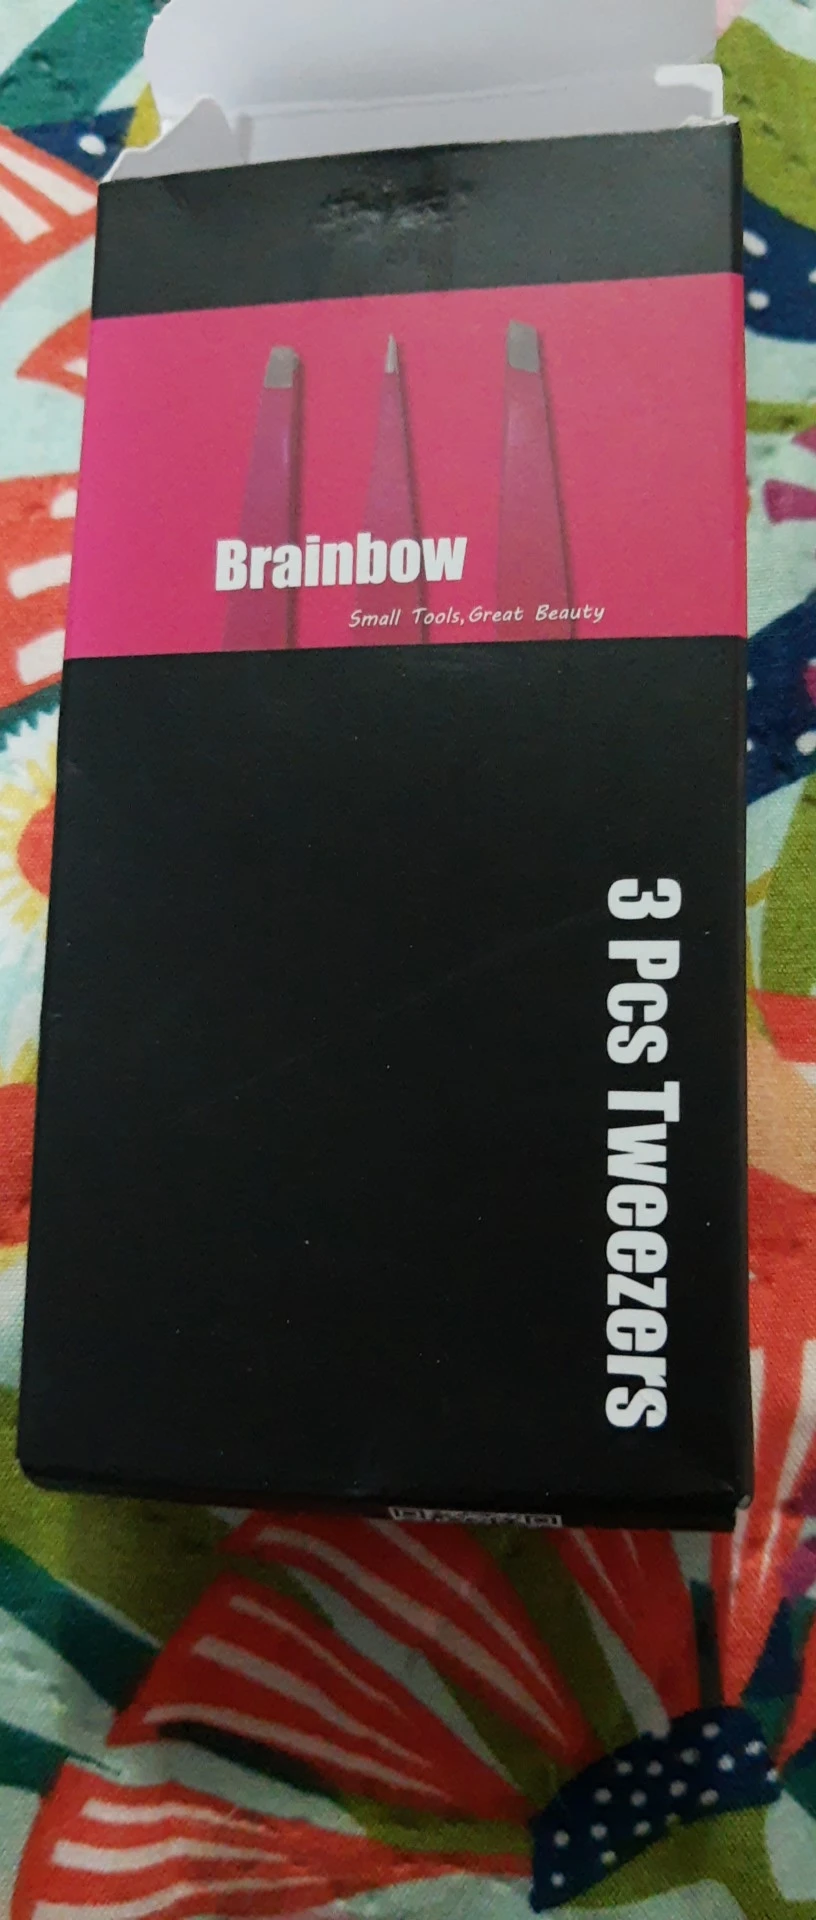 Brainbow
Small Tools, Great Beauty
3 Pcs Tweezers